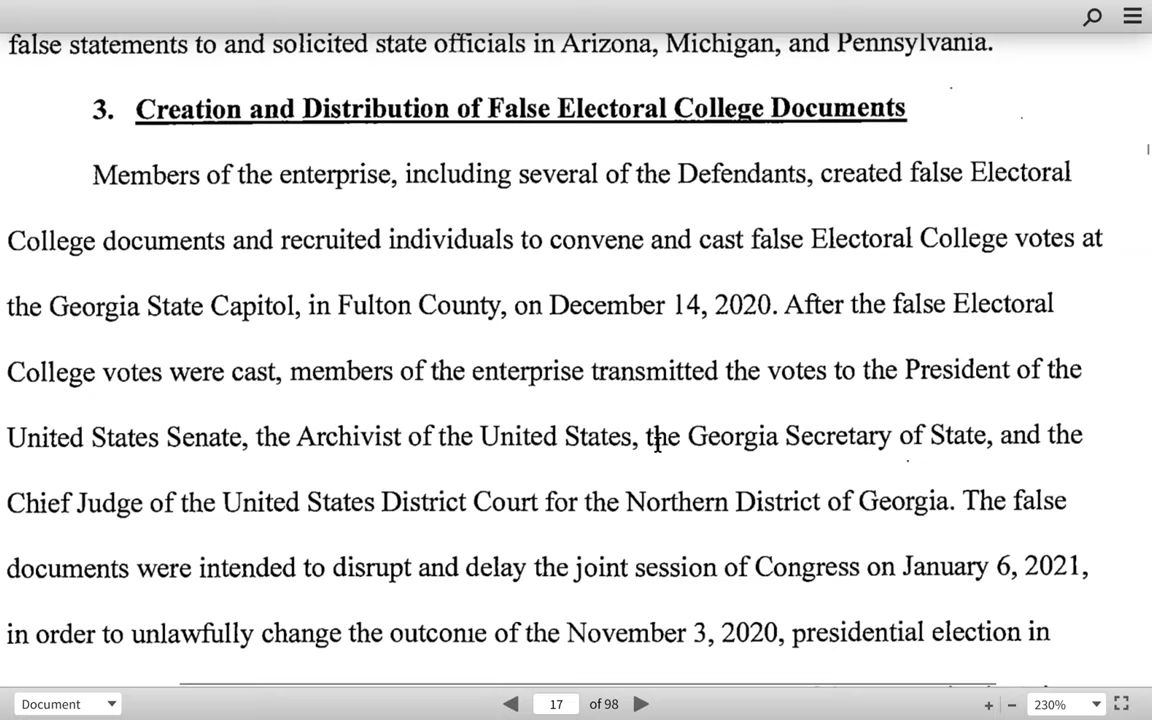 false statements to and solicited state officials in Arizona, Michigan, and Pennsylvania.
3. Creation and Distribution of False Electoral College Documents
Members of the enterprise, including several of the Defendants, created false Electoral
College documents and recruited individuals to convene and cast false Electoral College votes at
the Georgia State Capitol, in Fulton County, on December 14, 2020. After the false Electoral
College votes were cast, members of the enterprise transmitted the votes to the President of the
United States Senate, the Archivist of the United States, the Georgia Secretary of State, and the
Chief Judge of the United States District Court for the Northern District of Georgia. The false
documents were intended to disrupt and delay the joint session of Congress on January 6, 2021,
in order to unlawfully change the outcome of the November 3, 2020, presidential election in
Document
17 of 98
+ − 230%